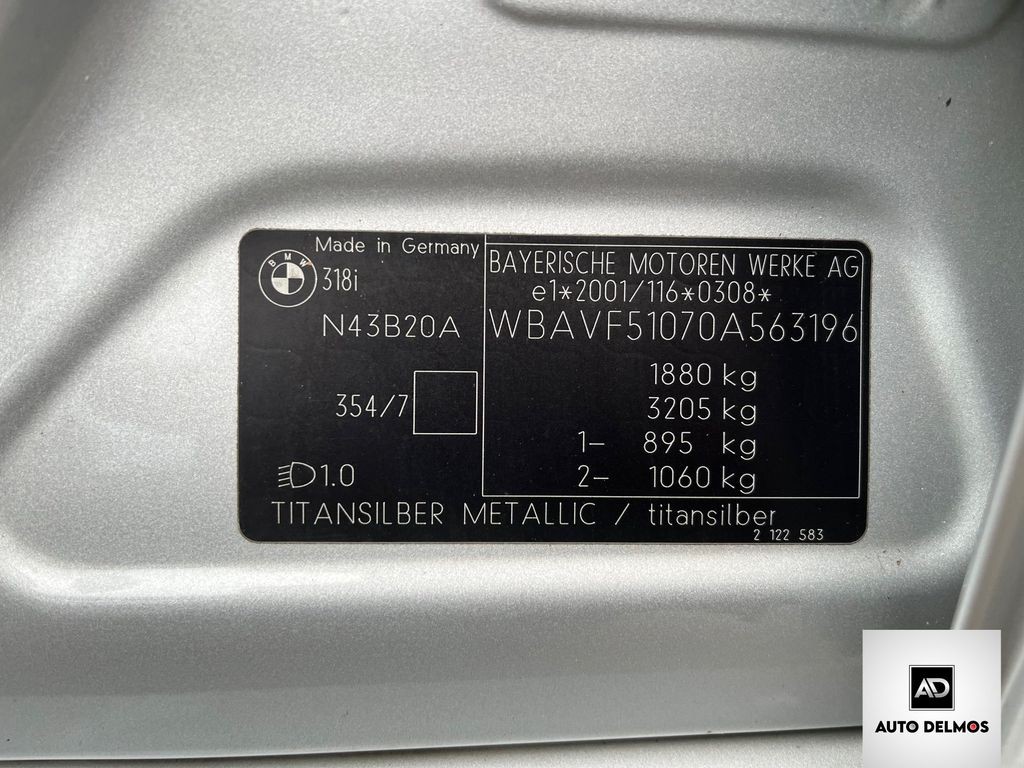 Made in Germany
BMW
318i
N43B20A
354/7
1.0
BAYERISCHE MOTOREN WERKE AG
e1*2001/116*0308*
WBAVF51070A563196
1880 kg
3205 kg
1- 895 kg
2- 1060 kg
TITANSILBER METALLIC / titansilber
2 122 583
AD
AUTO DELMOS